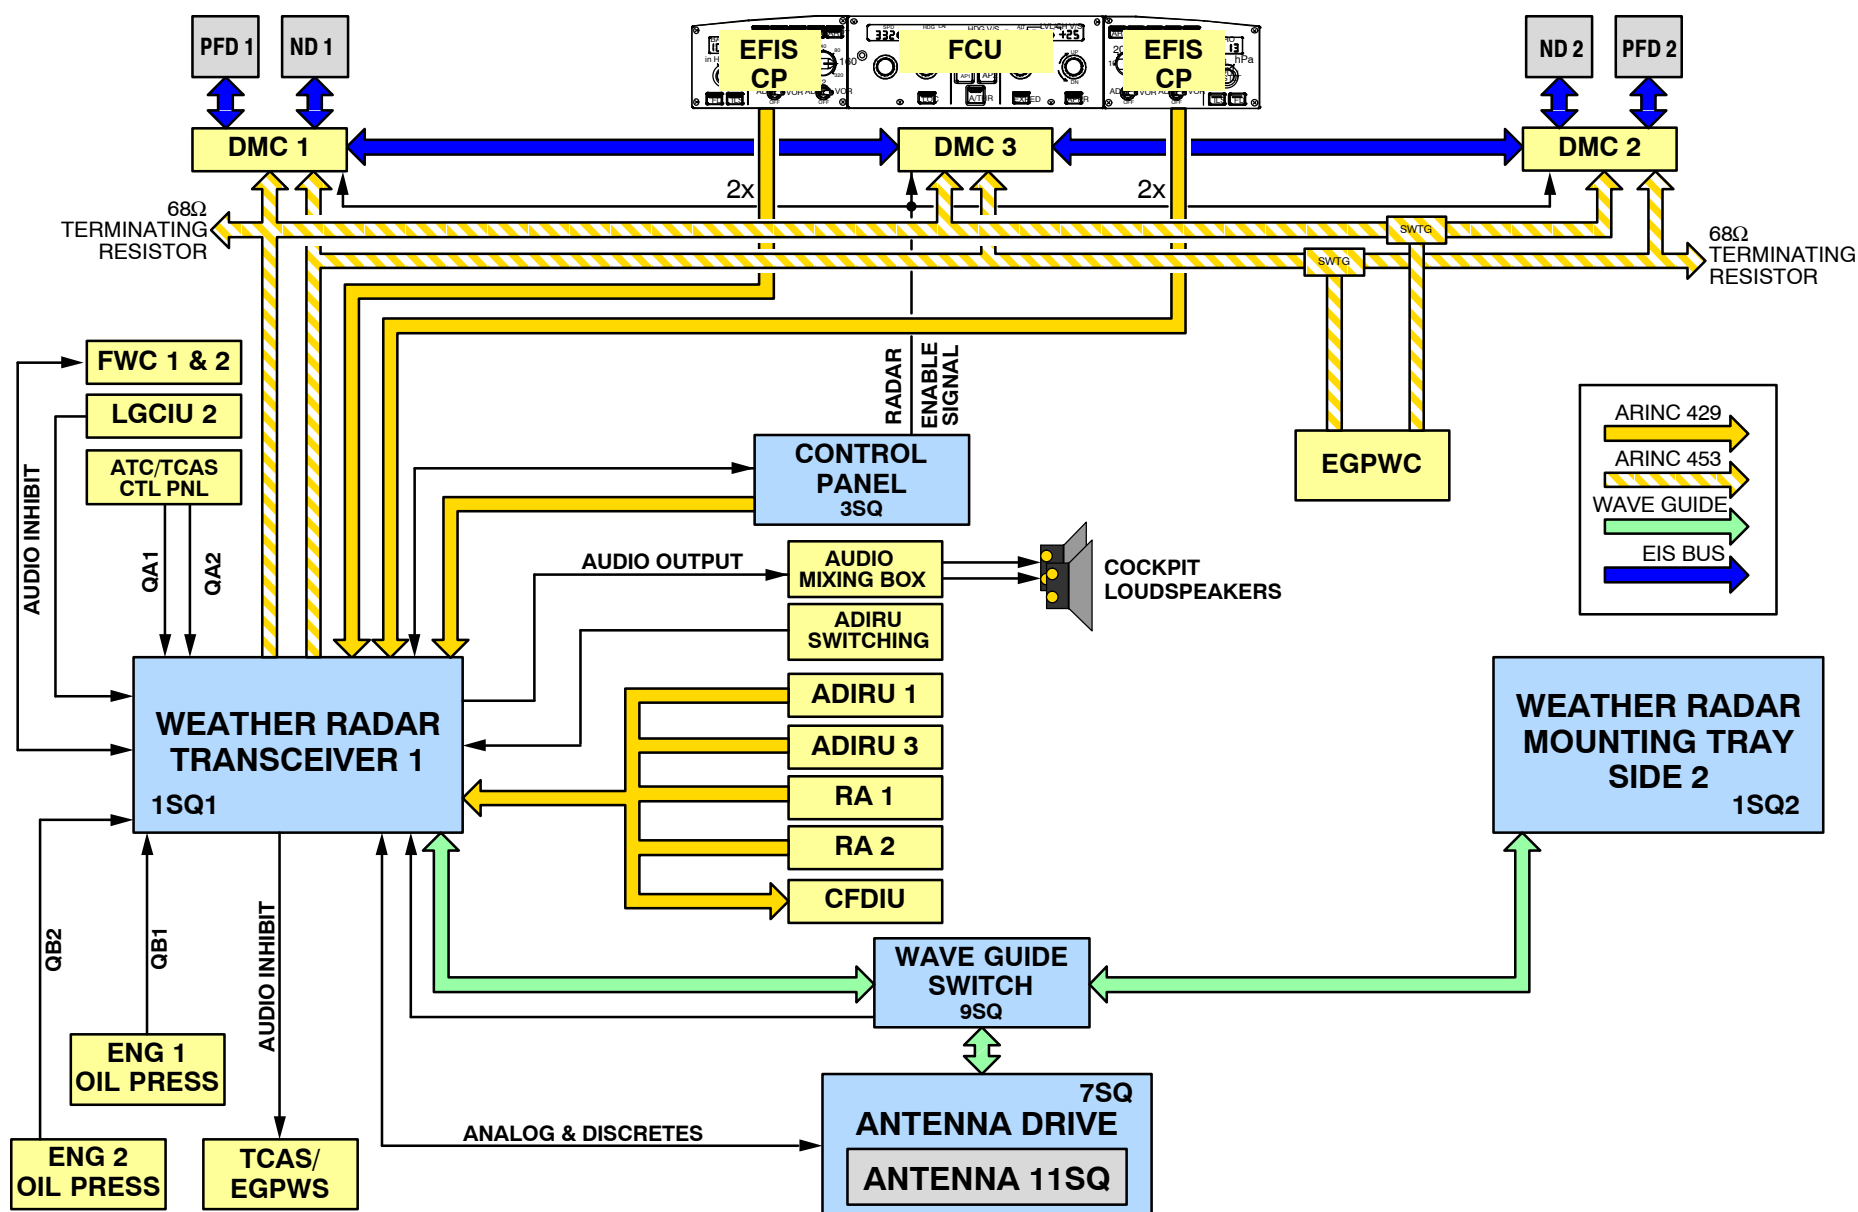 PFD 1
ND 1
EFIS
CP
FCU
EFIS
CP
ND 2
PFD 2
DMC 1
DMC 3
DMC 2
2x
2x
68Ω
TERMINATING
RESISTOR
SWTG
SWTG
68Ω
TERMINATING
RESISTOR
FWC 1 & 2
LGCIU 2
ATC/TCAS
CTL PNL
AUDIO INHIBIT
QA1
QA2
RADAR
ENABLE
SIGNAL
CONTROL
PANEL
3SQ
EGPWC
ARINC 429
ARINC 453
WAVE GUIDE
EIS BUS
AUDIO OUTPUT
AUDIO
MIXING BOX
COCKPIT
LOUDSPEAKERS
ADIRU
SWITCHING
ADIRU 1
ADIRU 3
RA 1
RA 2
CFDIU
WEATHER RADAR
TRANSCEIVER 1
1SQ1
WEATHER RADAR
MOUNTING TRAY
SIDE 2
1SQ2
QB2
QB1
AUDIO INHIBIT
WAVE GUIDE
SWITCH
9SQ
ENG 1
OIL PRESS
ENG 2
OIL PRESS
TCAS/
EGPWS
ANALOG & DISCRETES
7SQ
ANTENNA DRIVE
ANTENNA 11SQ